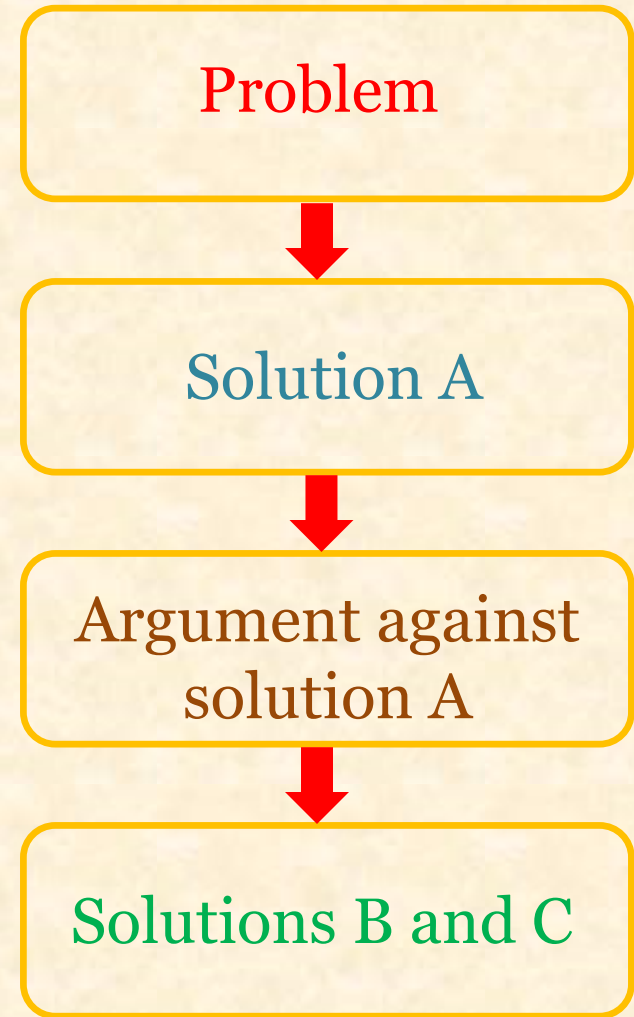 Problem
Solution A
Argument against
solution A
Solutions B and C